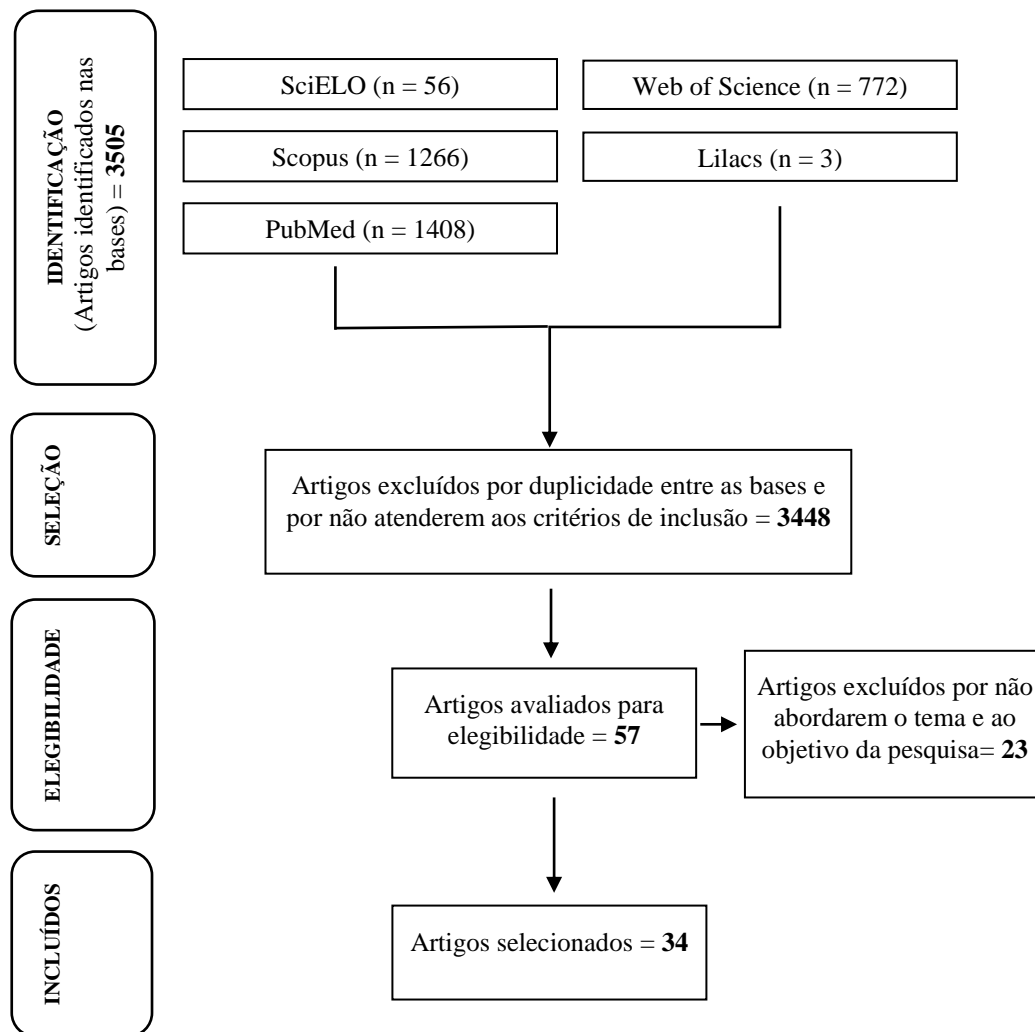 IDENTIFICAÇÃO
(Artigos identificados nas
bases) = 3505
SciELO (n = 56)
Web of Science (n = 772)
Scopus (n = 1266)
Lilacs (n = 3)
PubMed (n = 1408)
SELEÇÃO
Artigos excluídos por duplicidade entre as bases e
por não atenderem aos critérios de inclusão = 3448
ELEGIBILIDADE
Artigos avaliados para
elegibilidade = 57
Artigos excluídos por não
abordarem o tema e ao
objetivo da pesquisa= 23
INCLUÍDOS
Artigos selecionados = 34